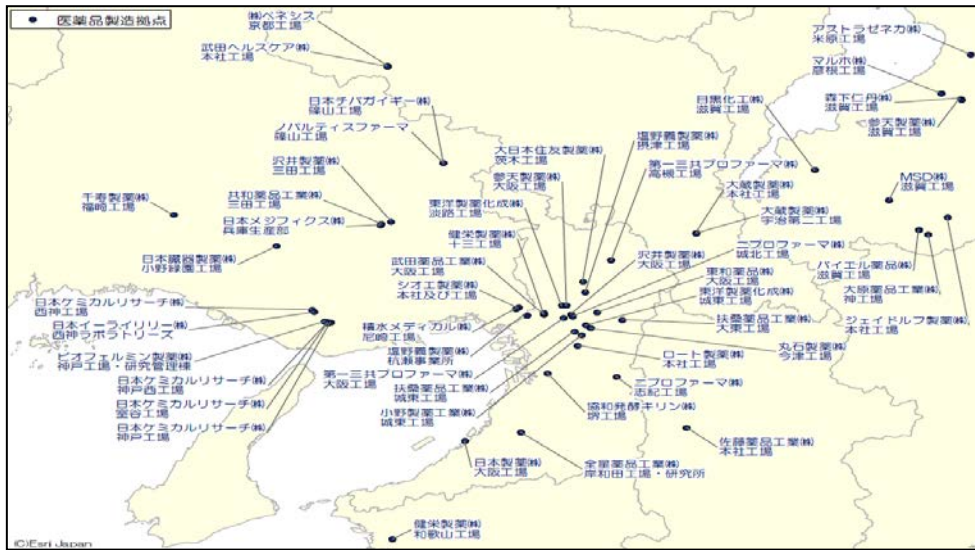 医薬品製造拠点
㈱ベネシス
京都工場
武田ヘルスケア㈱
本社工場
アストラゼネカ㈱
米原工場
マルホ㈱
彦根工場
森下仁丹㈱
滋賀工場
参天製薬㈱
滋賀工場
日本チバガイギー㈱
篠山工場
ノバルティスファーマ
篠山工場
目黒化工㈱
滋賀工場
塩野義製薬㈱
摂津工場
大日本住友製薬㈱
茨木工場
第一三共プロファーマ㈱
高槻工場
沢井製薬㈱
三田工場
参天製薬㈱
大阪工場
大蔵製薬㈱
本社工場
MSD㈱
滋賀工場
千寿製薬㈱
福崎工場
共和薬品工業㈱
三田工場
東洋製薬化成㈱
淡路工場
大蔵製薬㈱
宇治第二工場
日本メジフィクス㈱
兵庫生産部
健栄製薬㈱
十三工場
ニプロファーマ㈱
城北工場
日本臓器製薬㈱
小野緑園工場
武田薬品工業㈱
大阪工場
沢井製薬㈱
大阪工場
バイエル薬品㈱
滋賀工場
シオエ製薬㈱
本社及び工場
東和薬品㈱
大阪工場
大原薬品工業㈱
神工場
日本ケミカルリサーチ㈱
西神工場
東洋製薬化成㈱
城東工場
ジェイドルフ製薬㈱
本社工場
日本イーライリリー㈱
西神ラボラトリーズ
積水メディカル㈱
尼崎工場
扶桑薬品工業㈱
大東工場
ビオフェルミン製薬㈱
神戸工場・研究管理棟
塩野義製薬㈱
杭瀬事業所
丸石製薬㈱
今津工場
ロート製薬㈱
本社工場
日本ケミカルリサーチ㈱
神戸西工場
第一三共プロファーマ㈱
大阪工場
扶桑薬品工業㈱
城東工場
ニプロファーマ㈱
志紀工場
日本ケミカルリサーチ㈱
室谷工場
小野製薬工業㈱
城東工場
協和発酵キリン㈱
堺工場
日本ケミカルリサーチ㈱
神戸工場
佐藤薬品工業㈱
本社工場
日本製薬㈱
大阪工場
全星薬品工業㈱
岸和田工場・研究所
健栄製薬㈱
和歌山工場
(C)Esri Japan